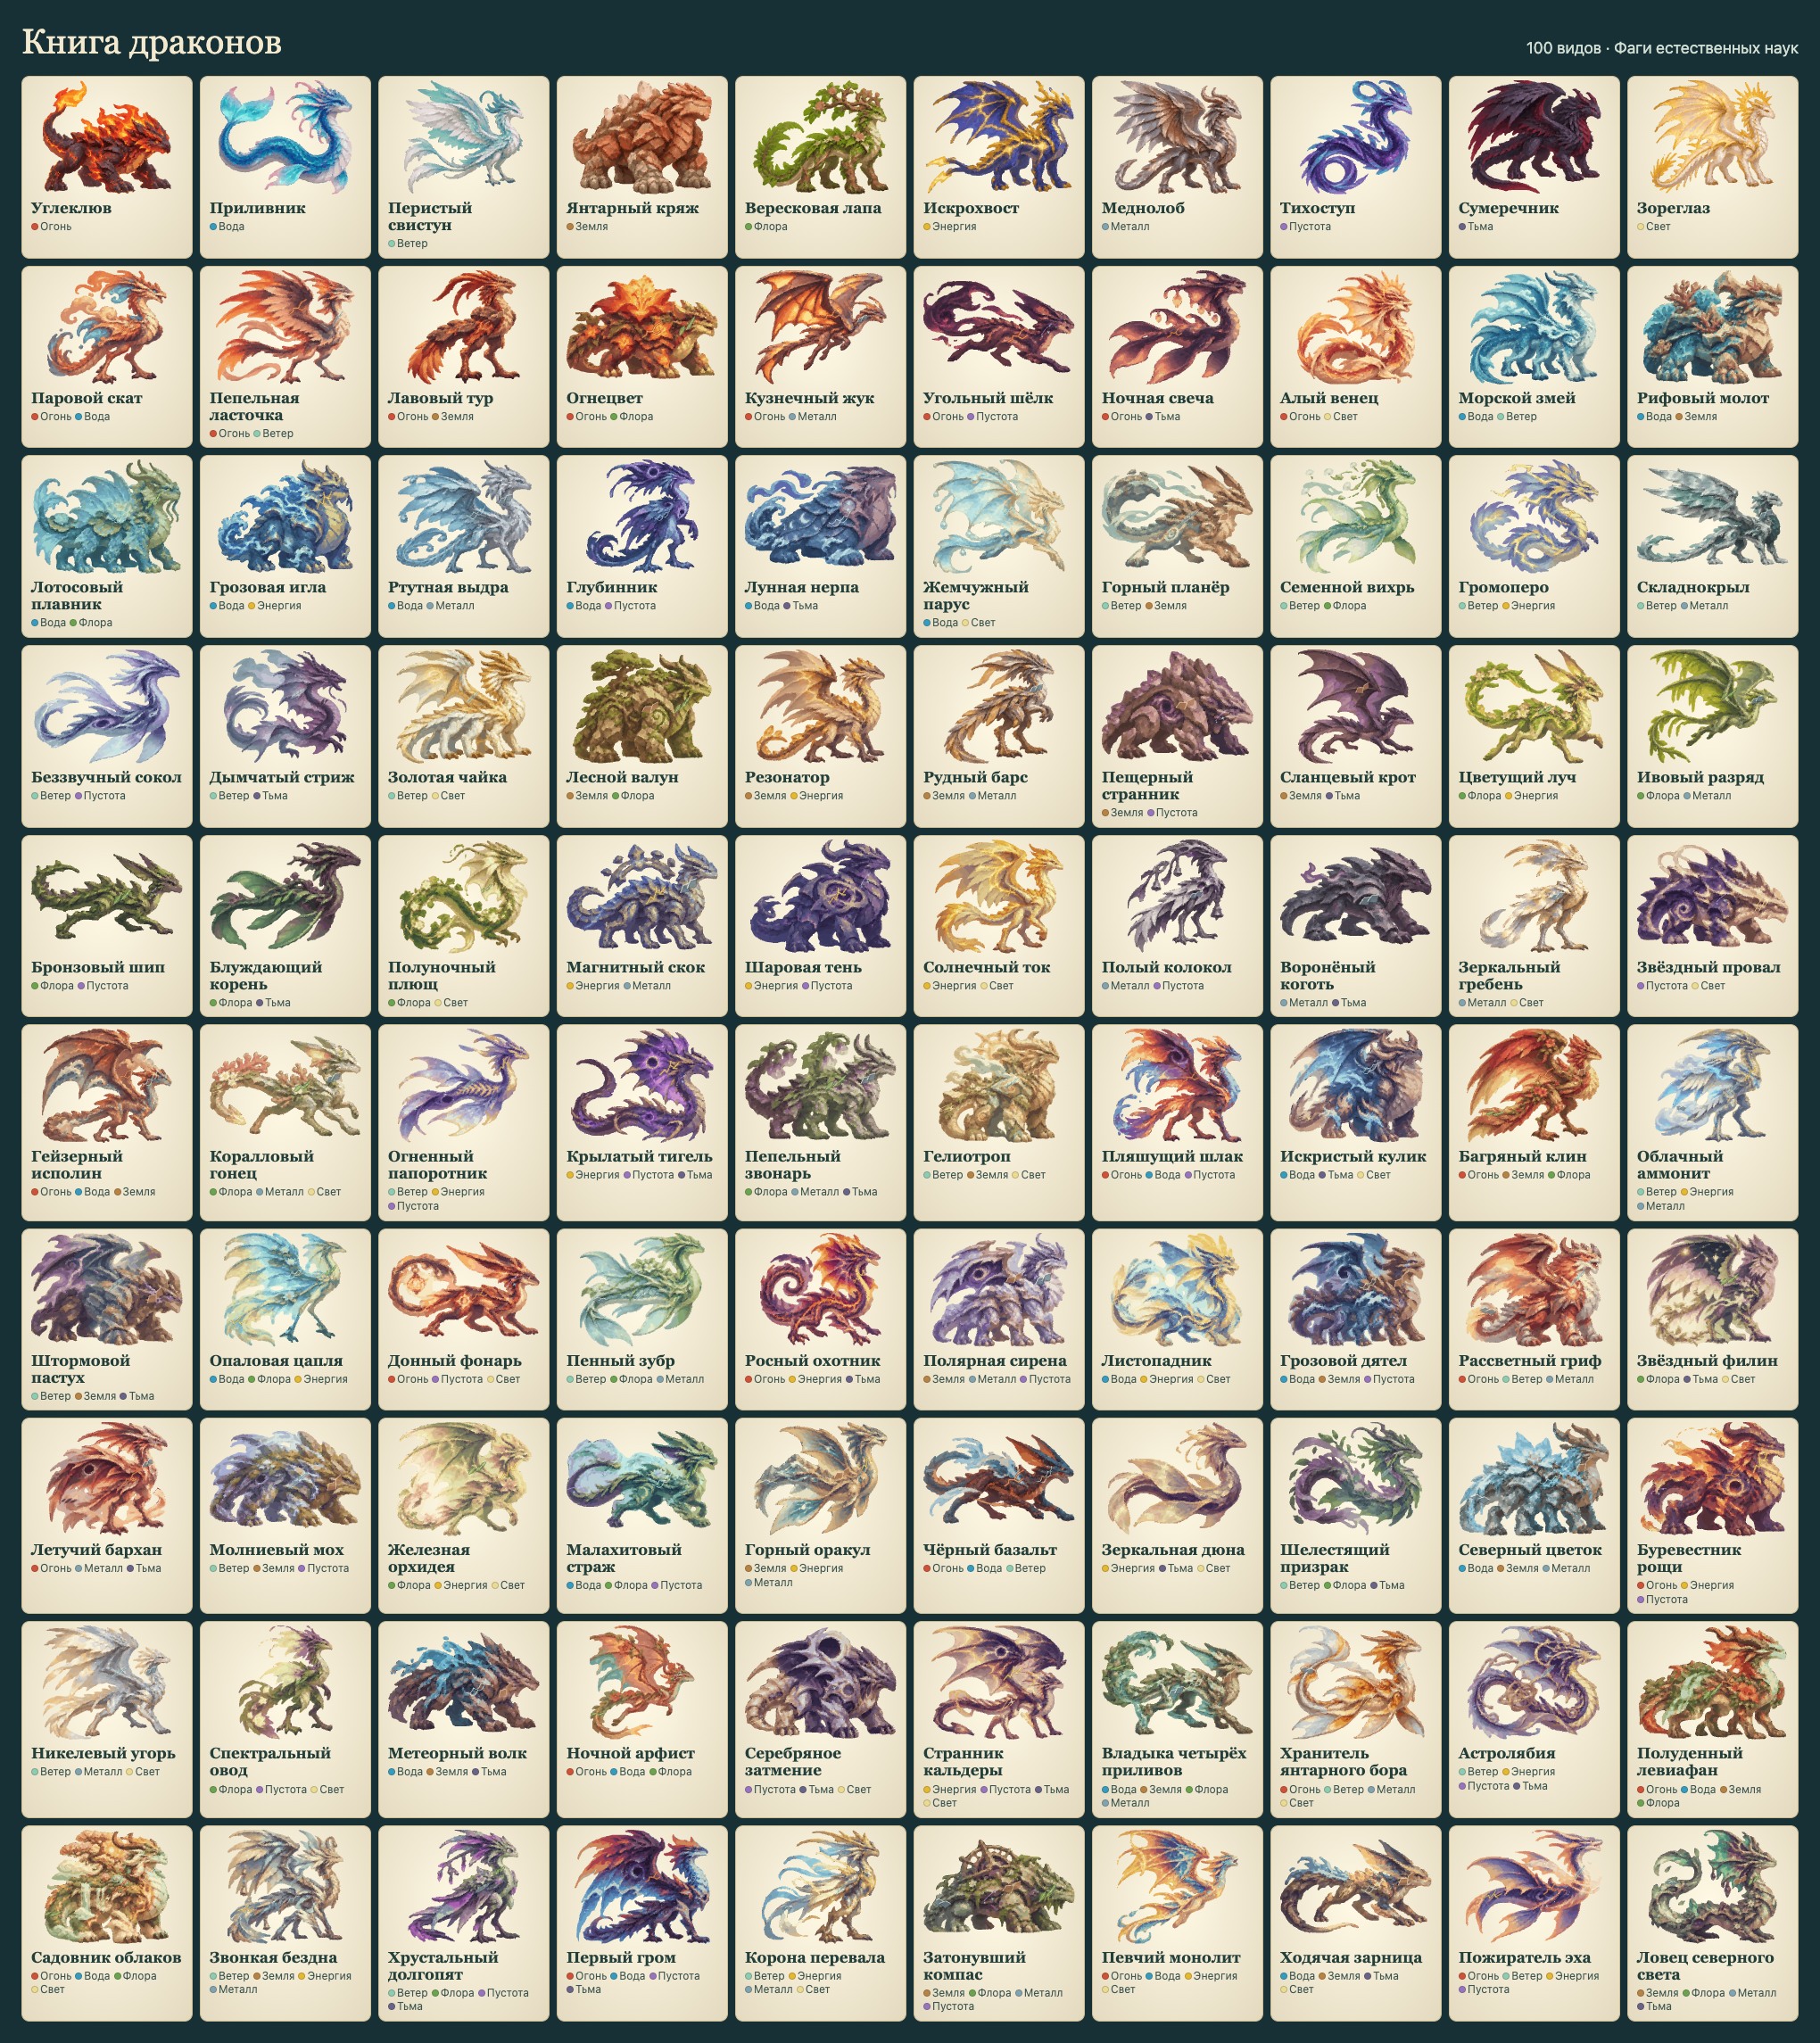 Книга драконов
100 видов · Фаги естественных наук
Углеклюв
Огонь
Приливник
Вода
Перистый
свистун
Ветер
Янтарный кряж
Земля
Вересковая лапа
Флора
Искрохвост
Энергия
Меднолоб
Металл
Тихоступ
Пустота
Сумеречник
Тьма
Зореглаз
Свет
Паровой скат
Огонь Вода
Пепельная
ласточка
Огонь Ветер
Лавовый тур
Огонь Земля
Огнецвет
Огонь Флора
Кузнечный жук
Огонь Металл
Угольный шёлк
Огонь Пустота
Ночная свеча
Огонь Тьма
Алый венец
Огонь Свет
Морской змей
Вода Ветер
Рифовый молот
Вода Земля
Лотосовый
плавник
Вода Флора
Грозовая игла
Вода Энергия
Ртутная выдра
Вода Металл
Глубинник
Вода Пустота
Лунная нерпа
Вода Тьма
Жемчужный
парус
Вода Свет
Горный планёр
Ветер Земля
Семенной вихрь
Ветер Флора
Громоперо
Ветер Энергия
Складнокрыл
Ветер Металл
Беззвучный сокол
Ветер Пустота
Дымчатый стриж
Ветер Тьма
Золотая чайка
Ветер Свет
Лесной валун
Земля Флора
Резонатор
Земля Энергия
Рудный барс
Земля Металл
Пещерный
странник
Земля Пустота
Сланцевый крот
Земля Тьма
Цветущий луч
Флора Энергия
Ивовый разряд
Флора Металл
Бронзовый шип
Флора Пустота
Блуждающий
корень
Флора Тьма
Полуночный
плющ
Флора Свет
Магнитный скок
Энергия Металл
Шаровая тень
Энергия Пустота
Солнечный ток
Энергия Свет
Полый колокол
Металл Пустота
Воронёный
коготь
Металл Тьма
Зеркальный
гребень
Металл Свет
Звёздный провал
Пустота Свет
Гейзерный
исполин
Огонь Вода Земля
Коралловый
гонец
Флора Металл Свет
Огненный
папоротник
Ветер Энергия
Пустота
Крылатый тигель
Энергия Пустота Тьма
Пепельный
звонарь
Флора Металл Тьма
Гелиотроп
Ветер Земля Свет
Пляшущий шлак
Огонь Вода Пустота
Искристый кулик
Вода Тьма Свет
Багряный клин
Огонь Земля Флора
Облачный
аммонит
Ветер Энергия
Металл
Штормовой
пастух
Ветер Земля Тьма
Опаловая цапля
Вода Флора Энергия
Донный фонарь
Огонь Пустота Свет
Пенный зубр
Ветер Флора Металл
Росный охотник
Огонь Энергия Тьма
Полярная сирена
Земля Металл Пустота
Листопадник
Вода Энергия Свет
Грозовой дятел
Вода Земля Пустота
Рассветный гриф
Огонь Ветер Металл
Звёздный филин
Флора Тьма Свет
Летучий бархан
Огонь Металл Тьма
Молниевый мох
Ветер Земля Пустота
Железная
орхидея
Флора Энергия Свет
Малахитовый
страж
Вода Флора Пустота
Горный оракул
Земля Энергия
Металл
Чёрный базальт
Огонь Вода Ветер
Зеркальная дюна
Энергия Тьма Свет
Шелестящий
призрак
Ветер Флора Тьма
Северный цветок
Вода Земля Металл
Буревестник
рощи
Огонь Энергия
Пустота
Никелевый угорь
Ветер Металл Свет
Спектральный
овод
Флора Пустота Свет
Метеорный волк
Вода Земля Тьма
Ночной арфист
Огонь Вода Флора
Серебряное
затмение
Пустота Тьма Свет
Странник
кальдеры
Энергия Пустота Тьма
Свет
Владыка четырёх
приливов
Вода Земля Флора
Металл
Хранитель
янтарного бора
Огонь Ветер Металл
Свет
Астролябия
Ветер Энергия
Пустота Тьма
Полуденный
левиафан
Огонь Вода Земля
Флора
Садовник облаков
Огонь Вода Флора
Свет
Звонкая бездна
Ветер Земля Энергия
Металл
Хрустальный
долгопят
Ветер Флора Пустота
Тьма
Первый гром
Огонь Вода Пустота
Тьма
Корона перевала
Ветер Энергия
Металл Свет
Затонувший
компас
Земля Флора Металл
Пустота
Певчий монолит
Огонь Вода Энергия
Свет
Ходячая зарница
Вода Земля Тьма
Свет
Пожиратель эха
Огонь Ветер Энергия
Пустота
Ловец северного
света
Земля Флора Металл
Тьма